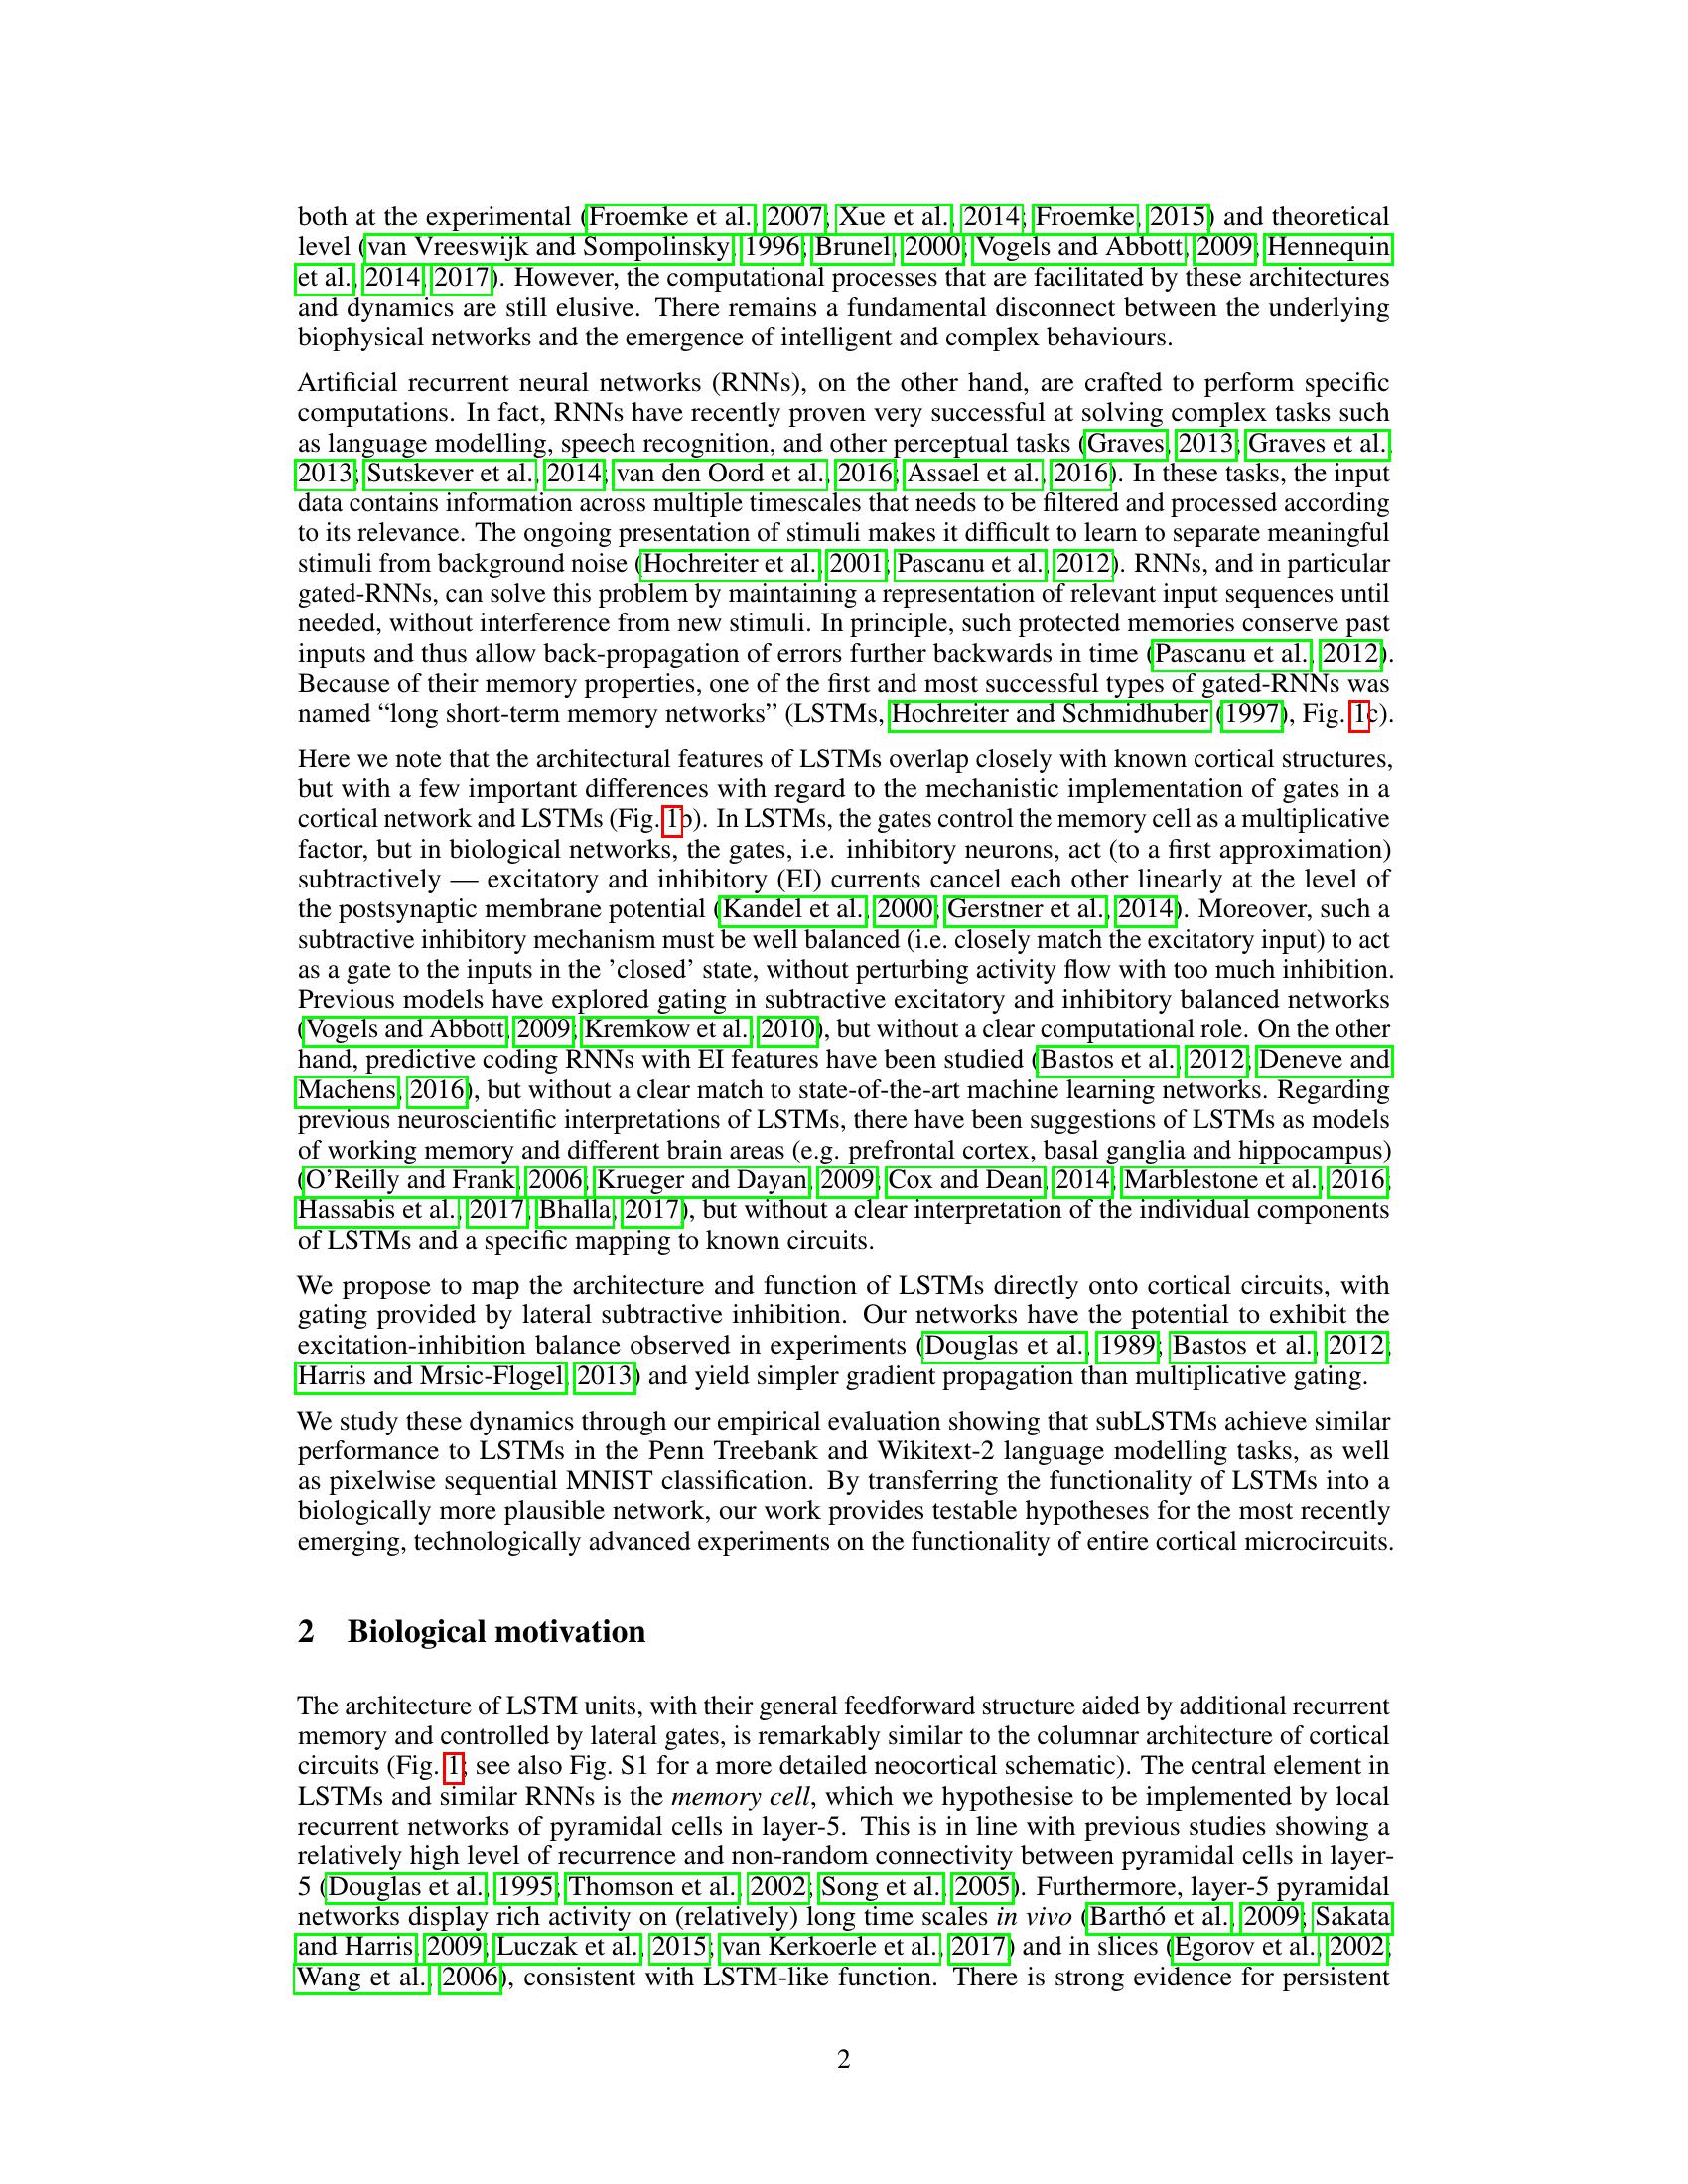 both at the experimental (Froemke et al., 2007; Xue et al., 2014; Froemke, 2015) and theoretical
level (van Vreeswijk and Sompolinsky, 1996; Brunel, 2000; Vogels and Abbott, 2009; Hennequin
et al., 2014, 2017). However, the computational processes that are facilitated by these architectures
and dynamics are still elusive. There remains a fundamental disconnect between the underlying
biophysical networks and the emergence of intelligent and complex behaviours.
Artificial recurrent neural networks (RNNs), on the other hand, are crafted to perform specific
computations. In fact, RNNs have recently proven very successful at solving complex tasks such
as language modelling, speech recognition, and other perceptual tasks (Graves, 2013; Graves et al.,
2013; Sutskever et al., 2014; van den Oord et al., 2016; Assael et al., 2016). In these tasks, the input
data contains information across multiple timescales that needs to be filtered and processed according
to its relevance. The ongoing presentation of stimuli makes it difficult to learn to separate meaningful
stimuli from background noise (Hochreiter et al., 2001; Pascanu et al., 2012). RNNs, and in particular
gated-RNNs, can solve this problem by maintaining a representation of relevant input sequences until
needed, without interference from new stimuli. In principle, such protected memories conserve past
inputs and thus allow back-propagation of errors further backwards in time (Pascanu et al., 2012).
Because of their memory properties, one of the first and most successful types of gated-RNNs was
named “long short-term memory networks” (LSTMs, Hochreiter and Schmidhuber (1997), Fig. 1c).
Here we note that the architectural features of LSTMs overlap closely with known cortical structures,
but with a few important differences with regard to the mechanistic implementation of gates in a
cortical network and LSTMs (Fig. 1b). In LSTMs, the gates control the memory cell as a multiplicative
factor, but in biological networks, the gates, i.e. inhibitory neurons, act (to a first approximation)
subtractively — excitatory and inhibitory (EI) currents cancel each other linearly at the level of
the postsynaptic membrane potential (Kandel et al., 2000; Gerstner et al., 2014). Moreover, such a
subtractive inhibitory mechanism must be well balanced (i.e. closely match the excitatory input) to act
as a gate to the inputs in the 'closed' state, without perturbing activity flow with too much inhibition.
Previous models have explored gating in subtractive excitatory and inhibitory balanced networks
(Vogels and Abbott, 2009; Kremkow et al., 2010), but without a clear computational role. On the other
hand, predictive coding RNNs with EI features have been studied (Bastos et al., 2012; Deneve and
Machens, 2016), but without a clear match to state-of-the-art machine learning networks. Regarding
previous neuroscientific interpretations of LSTMs, there have been suggestions of LSTMs as models
of working memory and different brain areas (e.g. prefrontal cortex, basal ganglia and hippocampus)
(O'Reilly and Frank, 2006; Krueger and Dayan, 2009; Cox and Dean, 2014; Marblestone et al., 2016;
Hassabis et al., 2017; Bhalla, 2017), but without a clear interpretation of the individual components
of LSTMs and a specific mapping to known circuits.
We propose to map the architecture and function of LSTMs directly onto cortical circuits, with
gating provided by lateral subtractive inhibition. Our networks have the potential to exhibit the
excitation-inhibition balance observed in experiments (Douglas et al., 1989; Bastos et al., 2012;
Harris and Mrsic-Flogel, 2013) and yield simpler gradient propagation than multiplicative gating.
We study these dynamics through our empirical evaluation showing that subLSTMs achieve similar
performance to LSTMs in the Penn Treebank and Wikitext-2 language modelling tasks, as well
as pixelwise sequential MNIST classification. By transferring the functionality of LSTMs into a
biologically more plausible network, our work provides testable hypotheses for the most recently
emerging, technologically advanced experiments on the functionality of entire cortical microcircuits.
2 Biological motivation
The architecture of LSTM units, with their general feedforward structure aided by additional recurrent
memory and controlled by lateral gates, is remarkably similar to the columnar architecture of cortical
circuits (Fig. 1; see also Fig. S1 for a more detailed neocortical schematic). The central element in
LSTMs and similar RNNs is the memory cell, which we hypothesise to be implemented by local
recurrent networks of pyramidal cells in layer-5. This is in line with previous studies showing a
relatively high level of recurrence and non-random connectivity between pyramidal cells in layer-
5 (Douglas et al., 1995; Thomson et al., 2002; Song et al., 2005). Furthermore, layer-5 pyramidal
networks display rich activity on (relatively) long time scales in vivo (Barthó et al., 2009; Sakata
and Harris, 2009; Luczak et al., 2015; van Kerkoerle et al., 2017) and in slices (Egorov et al., 2002;
Wang et al., 2006), consistent with LSTM-like function. There is strong evidence for persistent
2